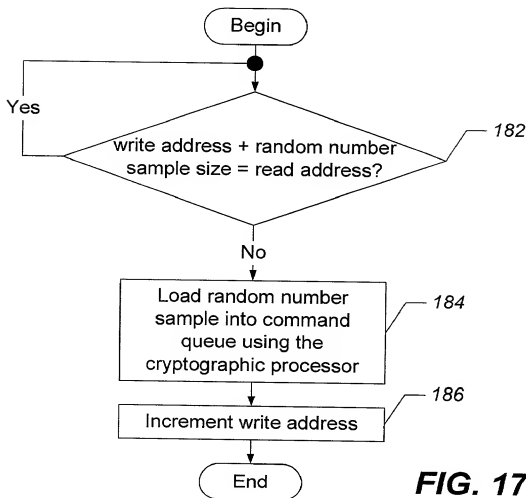 Begin
Yes
write address + random number
sample size = read address?
182
No
Load random number
sample into command
queue using the
cryptographic processor
184
186
Increment write address
End
FIG. 17